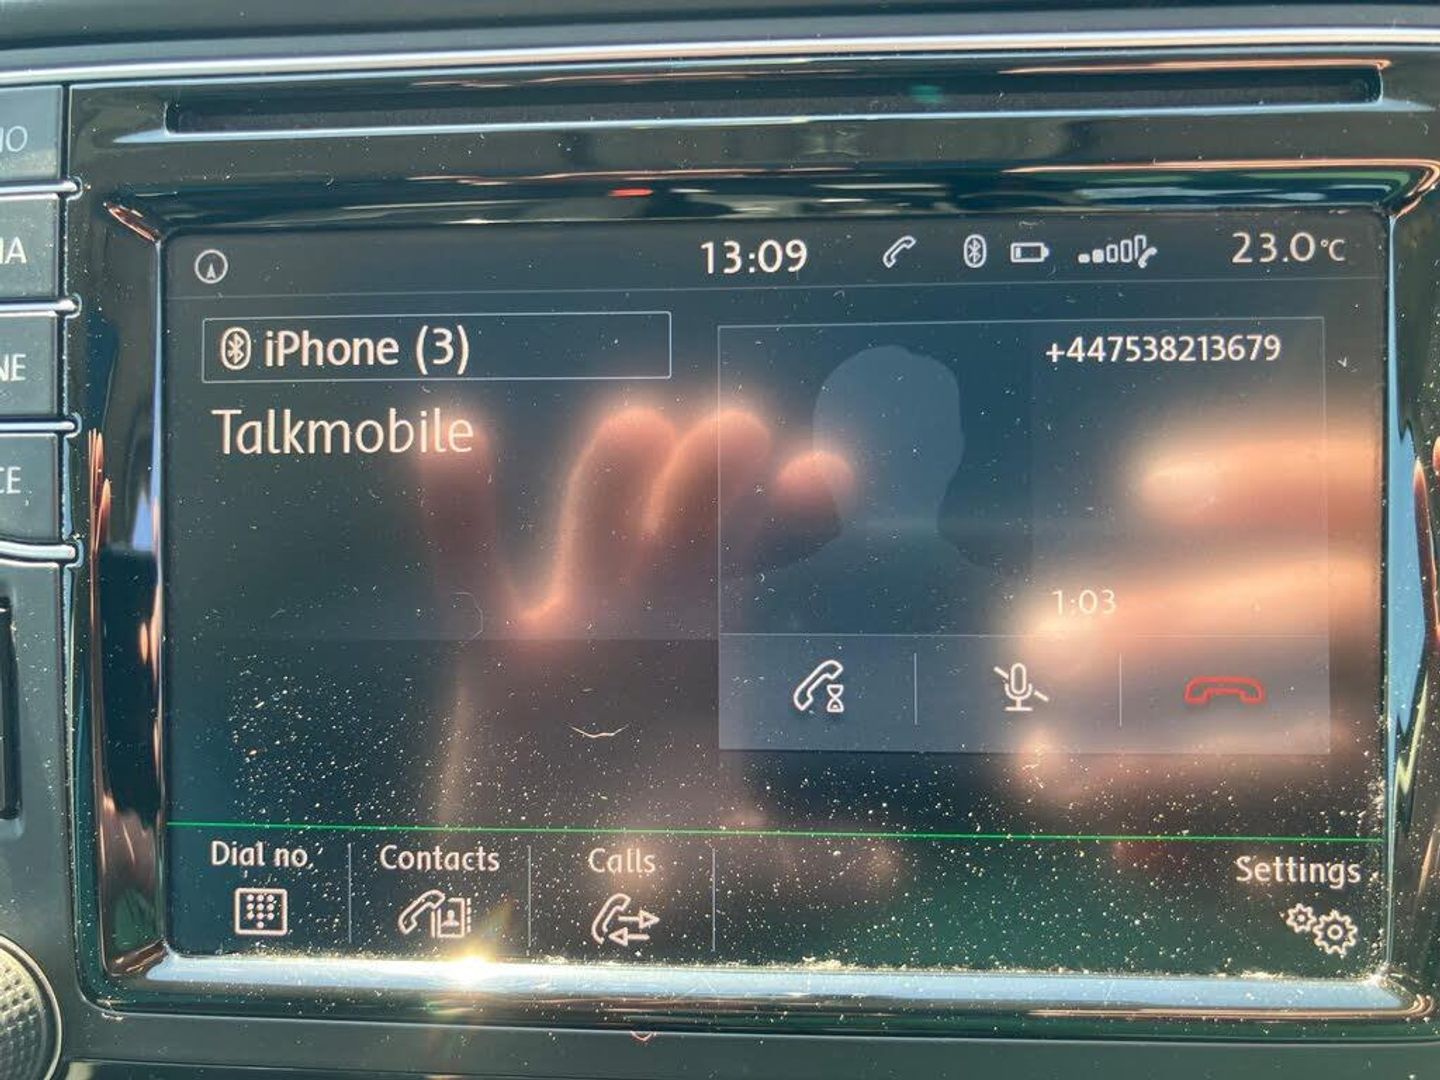 13:09
23.0°C
iPhone (3)
+447538213679
Talkmobile
1:03
Dial no.
Contacts
Calls
Settings